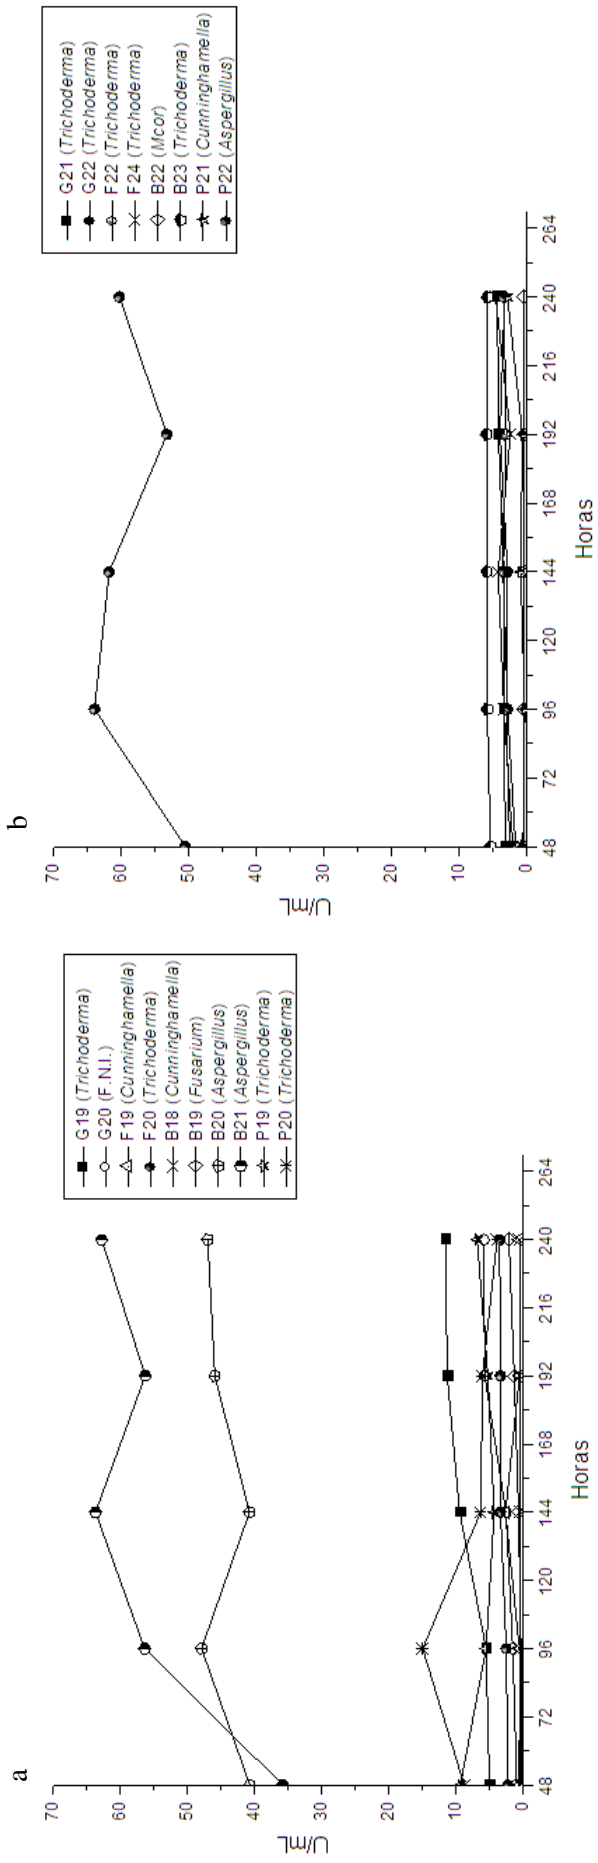 a
70
60
50
40
30
20
10
0
U/mL
48
72
96
120
144
168
192
216
240
264
Horas
G19 (Trichoderma)
G20 (F.N.I.)
F19 (Cunninghamella)
F20 (Trichoderma)
B18 (Cunninghamella)
B19 (Fusarium)
B20 (Aspergillus)
B21 (Aspergillus)
P19 (Trichoderma)
P20 (Trichoderma)
b
70
60
50
40
30
20
10
0
U/mL
48
72
96
120
144
168
192
216
240
264
Horas
G21 (Trichoderma)
G22 (Trichoderma)
F22 (Trichoderma)
F24 (Trichoderma)
B22 (Mcor)
B23 (Trichoderma)
P21 (Cunninghamella)
P22 (Aspergillus)